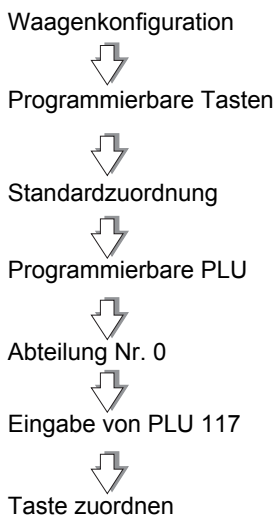 Waagenkonfiguration
Programmierbare Tasten
Standardzuordnung
Programmierbare PLU
Abteilung Nr. 0
Eingabe von PLU 117
Taste zuordnen